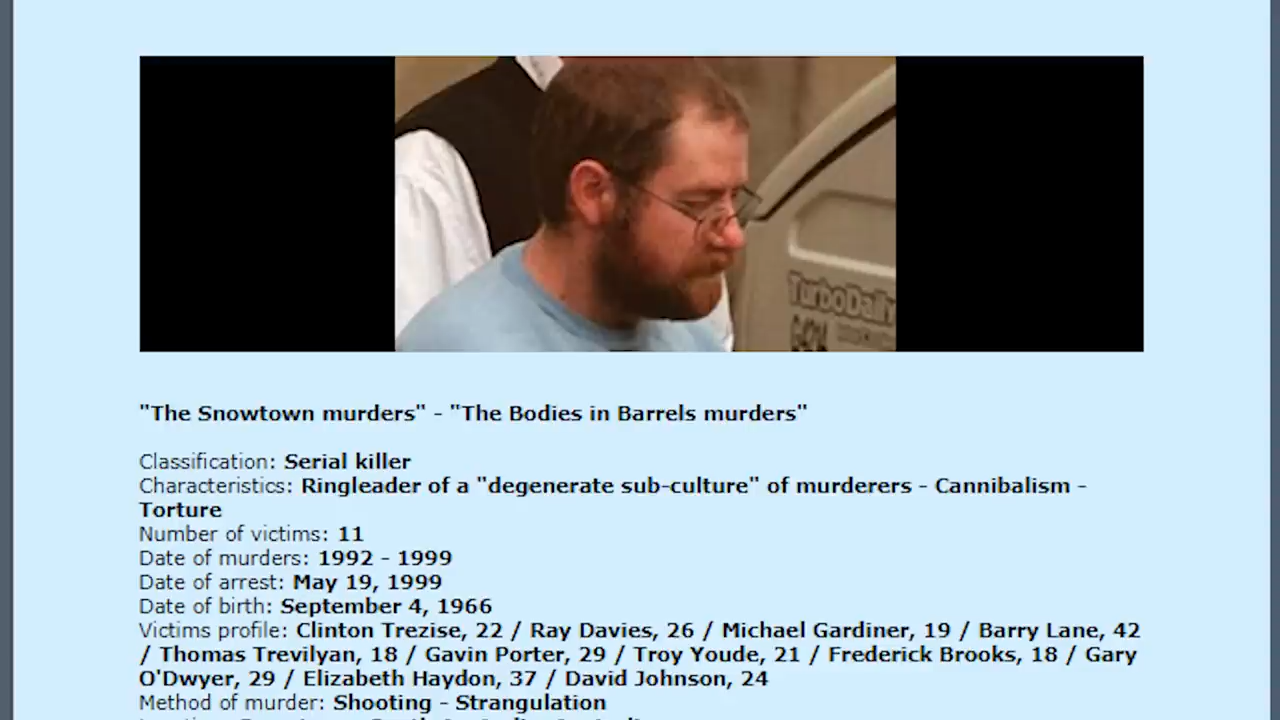 TurboDaily
"The Snowtown murders" - "The Bodies in Barrels murders"
Classification: Serial killer
Characteristics: Ringleader of a "degenerate sub-culture" of murderers - Cannibalism -
Torture
Number of victims: 11
Date of murders: 1992 - 1999
Date of arrest: May 19, 1999
Date of birth: September 4, 1966
Victims profile: Clinton Trezise, 22 / Ray Davies, 26 / Michael Gardiner, 19 / Barry Lane, 42
/ Thomas Trevilyan, 18 / Gavin Porter, 29 / Troy Youde, 21 / Frederick Brooks, 18 / Gary
O'Dwyer, 29 / Elizabeth Haydon, 37 / David Johnson, 24
Method of murder: Shooting - Strangulation